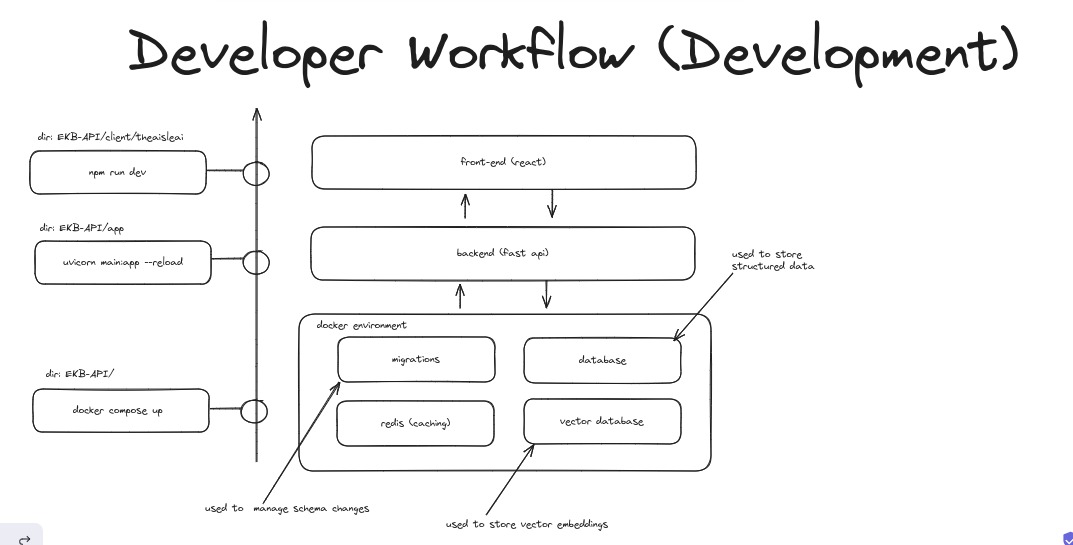 Developer Workflow (Development)
dir: EKB-API/client/theaisleai
npm run dev
front-end (react)
dir: EKB-API/app
uvicorn main:app --reload
backend (fast api)
used to store
structured data
docker environment
migrations
database
dir: EKB-API/
docker compose up
redis (caching)
vector database
used to manage schema changes
used to store vector embeddings